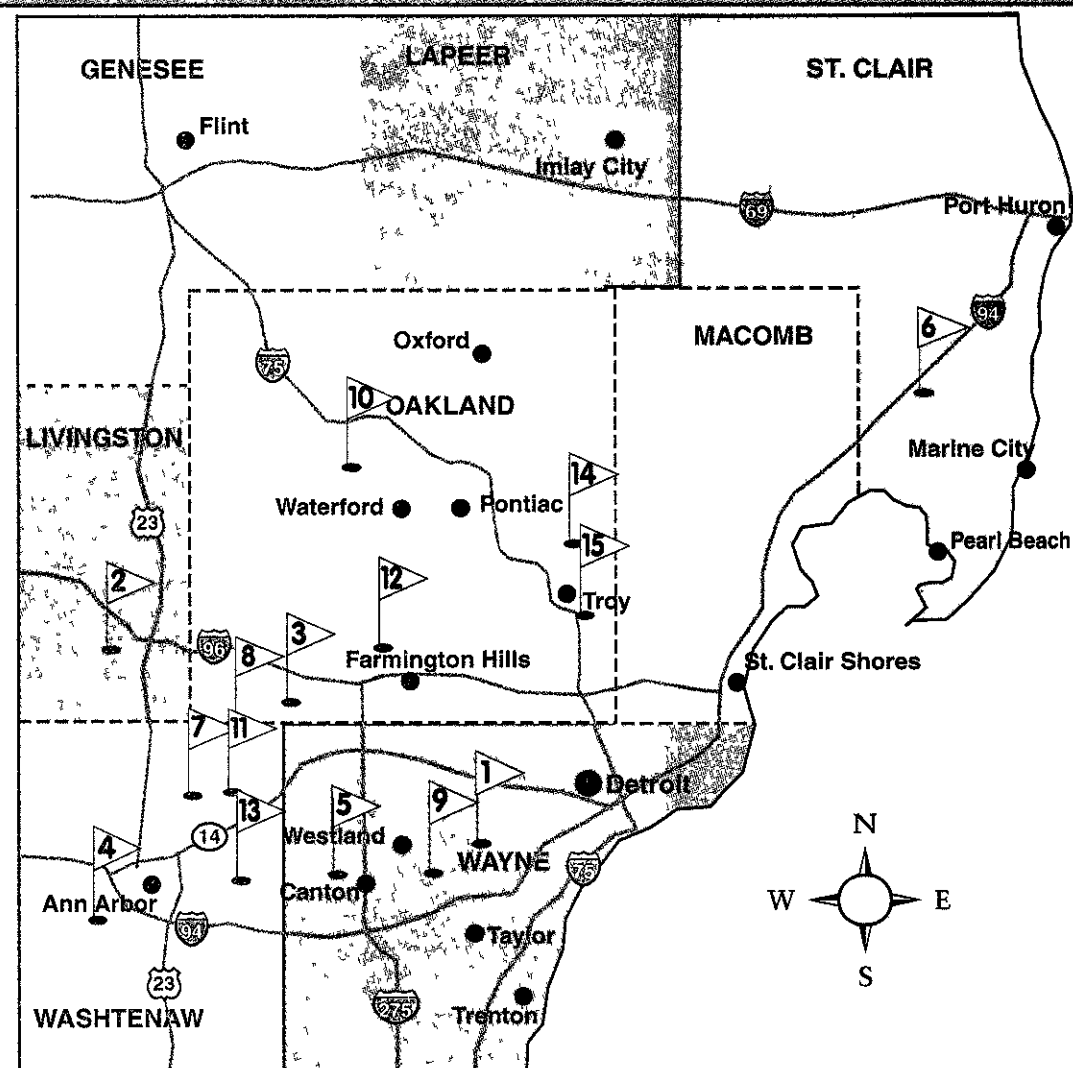 GENESEE
LAPEER
ST. CLAIR
Flint
Imlay City
69
Port Huron
94
6
MACOMB
Oxford
75
10
OAKLAND
LIVINGSTON
Marine City
14
Waterford
Pontiac
23
15
Pearl Beach
2
12
Troy
3
96
8
Farmington Hills
St. Clair Shores
7
11
1
Detroit
13
5
9
14
Westland
4
WAYNE
N
75
Ann Arbor
Canton
W
E
94
Taylor
S
23
275
Trenton
WASHTENAW